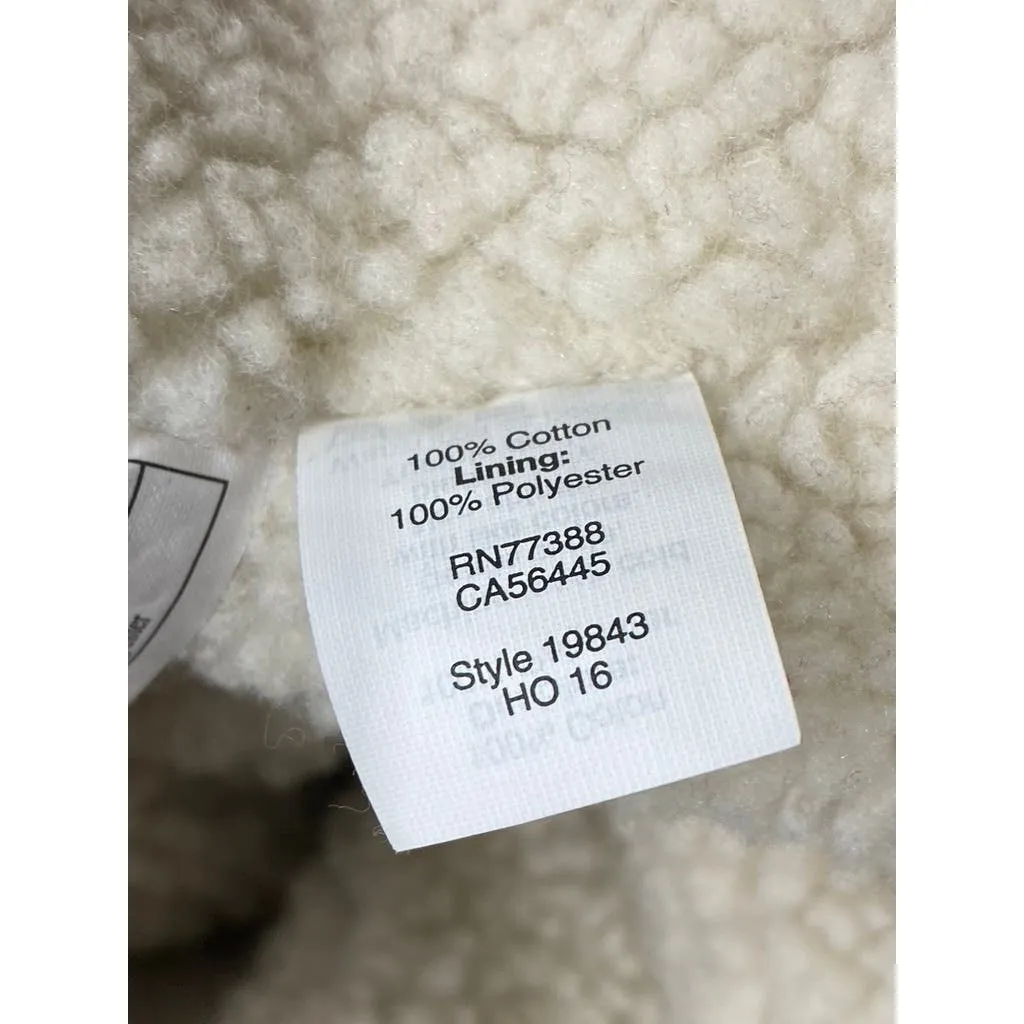 100% Cotton
Lining:
100% Polyester
RN77388
CA56445
Style 19843
HO 16